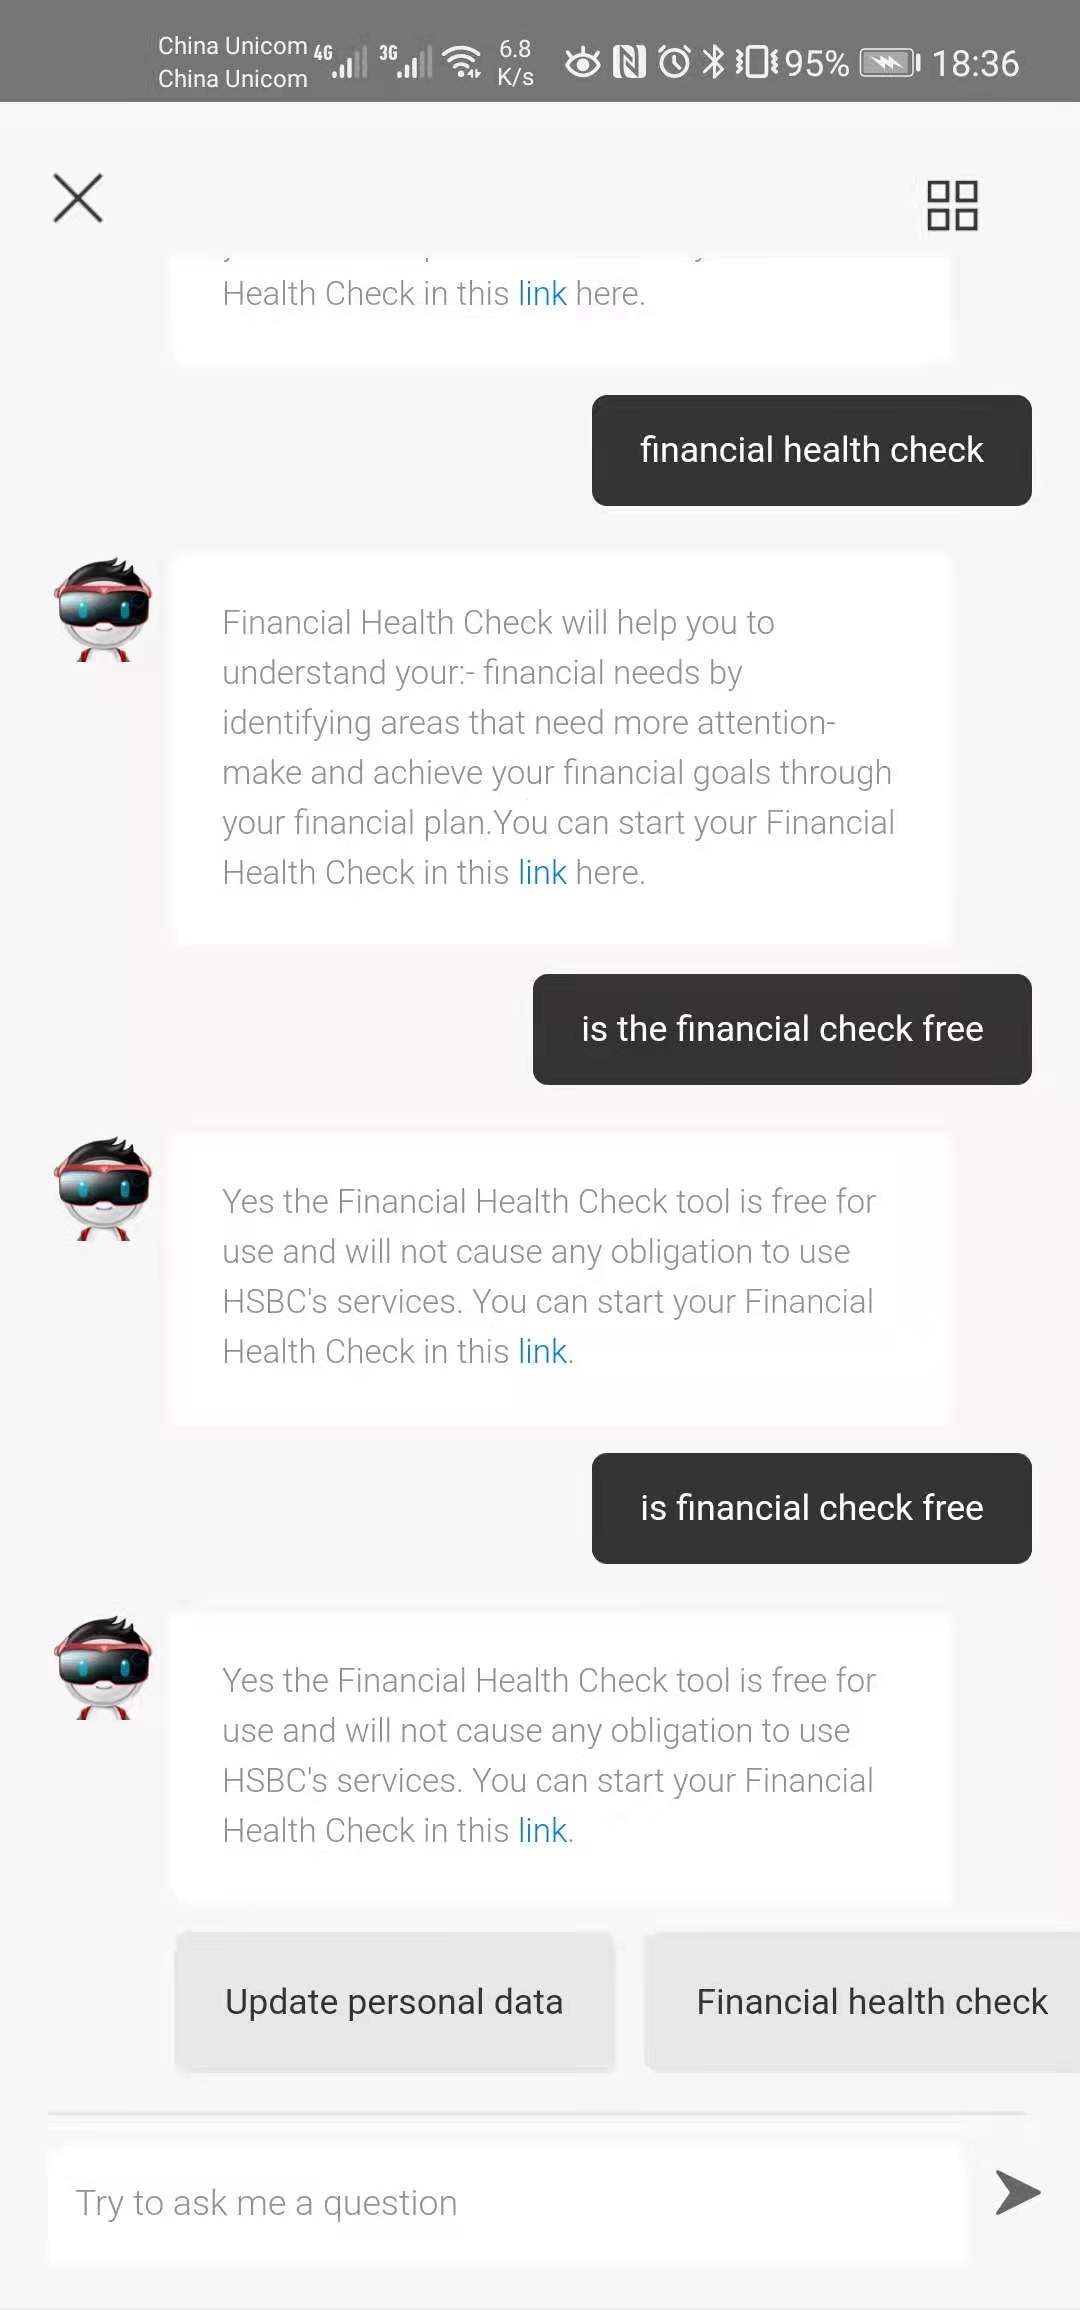 China Unicom 4G 3G 6.8 95% 18:36
China Unicom K/s
Health Check in this link here.
financial health check
Financial Health Check will help you to
understand your:- financial needs by
identifying areas that need more attention-
make and achieve your financial goals through
your financial plan.You can start your Financial
Health Check in this link here.
is the financial check free
Yes the Financial Health Check tool is free for
use and will not cause any obligation to use
HSBC's services. You can start your Financial
Health Check in this link.
is financial check free
Yes the Financial Health Check tool is free for
use and will not cause any obligation to use
HSBC's services. You can start your Financial
Health Check in this link.
Update personal data
Financial health check
Try to ask me a question